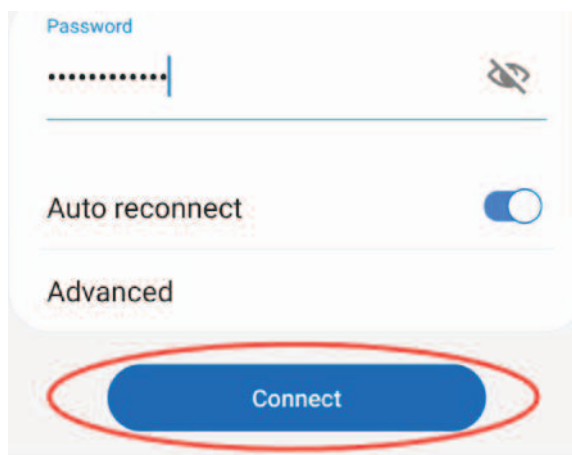 Password
••••••••••••
Auto reconnect
Advanced
Connect